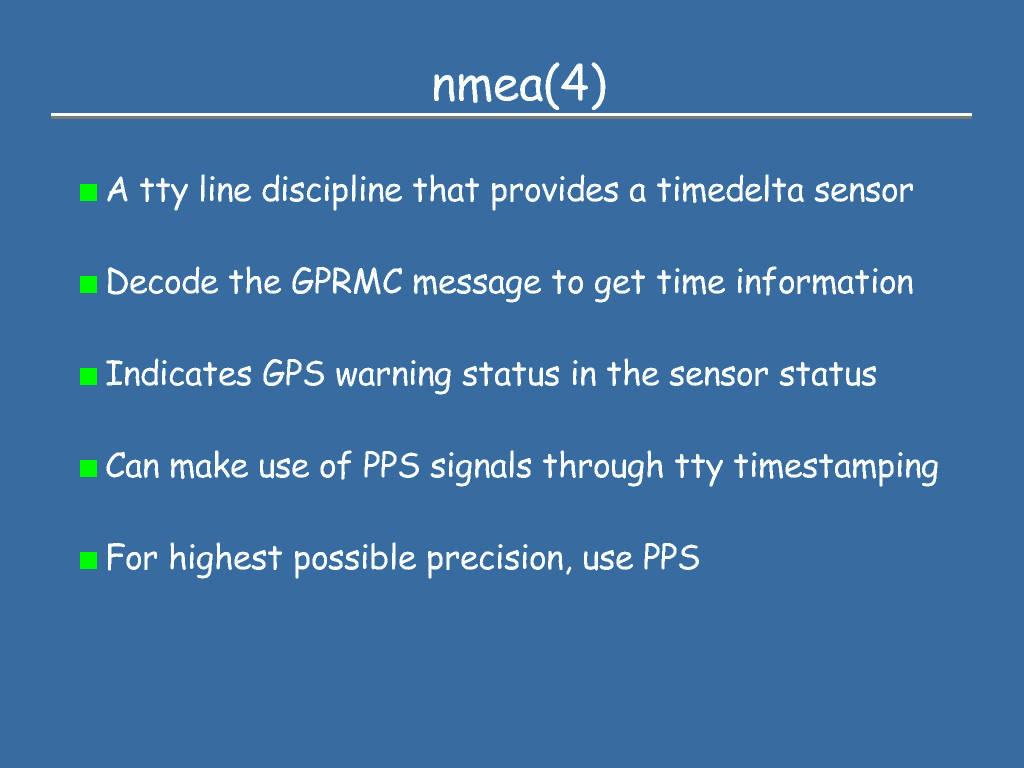 nmea(4)
A tty line discipline that provides a timedelta sensor
Decode the GPRMC message to get time information
Indicates GPS warning status in the sensor status
Can make use of PPS signals through tty timestamping
For highest possible precision, use PPS